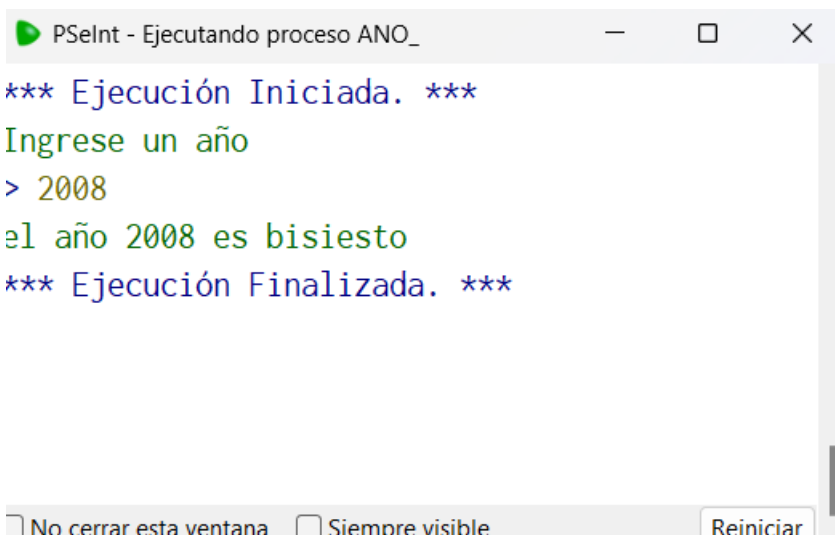 PSeInt - Ejecutando proceso ANO_
*** Ejecución Iniciada. ***
Ingrese un año
> 2008
el año 2008 es bisiesto
*** Ejecución Finalizada. ***
No cerrar esta ventana Siempre visible Reiniciar